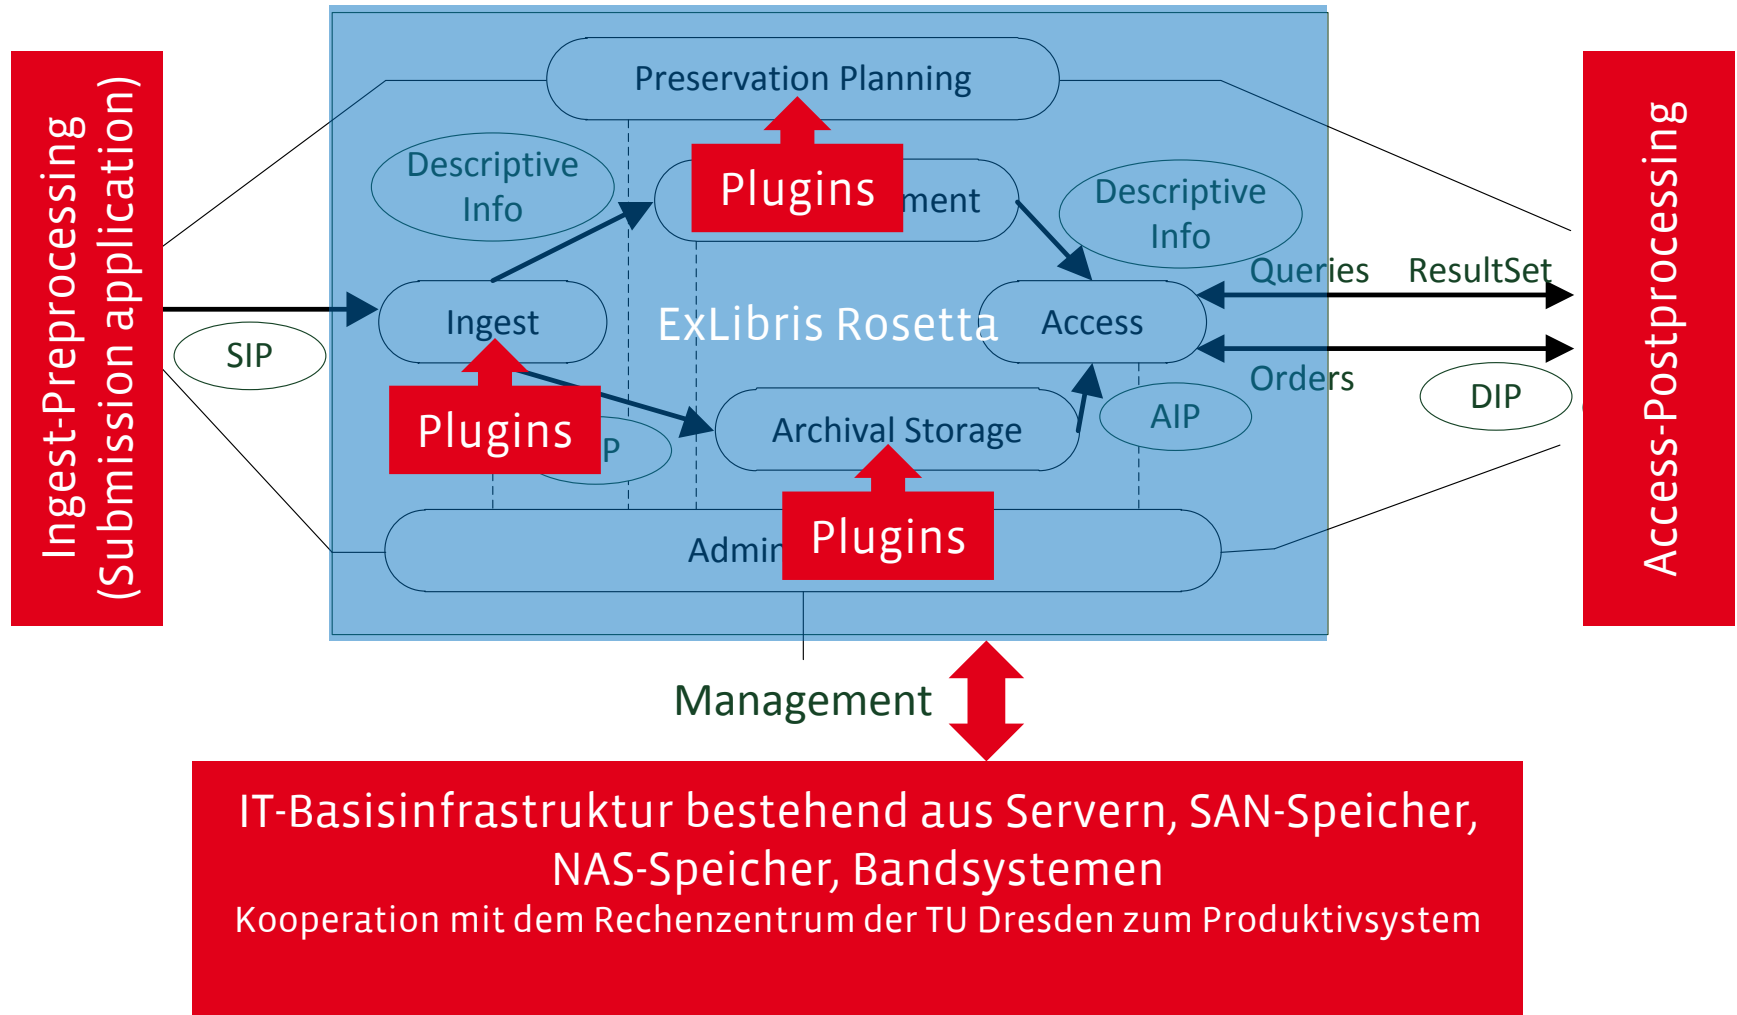 Ingest-Preprocessing
(Submission application)
Preservation Planning
Plugins
Descriptive
Info
ment
Descriptive
Info
Queries
ResultSet
SIP
Ingest
ExLibris Rosetta
Access
Orders
DIP
Plugins
P
Archival Storage
AIP
Plugins
Admin
Access-Postprocessing
Management
IT-Basisinfrastruktur bestehend aus Servern, SAN-Speicher,
NAS-Speicher, Bandsystemen
Kooperation mit dem Rechenzentrum der TU Dresden zum Produktivsystem